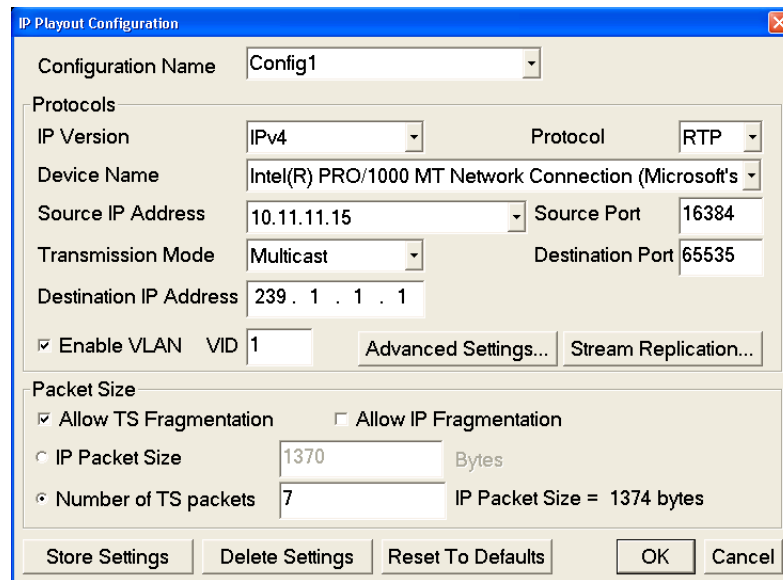 IP Playout Configuration
Configuration Name Config1
Protocols
IP Version IPv4 Protocol RTP
Device Name Intel(R) PRO/1000 MT Network Connection (Microsoft's
Source IP Address 10.11.11.15 Source Port 16384
Transmission Mode Multicast Destination Port 65535
Destination IP Address 239 . 1 . 1 . 1
Enable VLAN VID 1 Advanced Settings... Stream Replication...
Packet Size
Allow TS Fragmentation Allow IP Fragmentation
IP Packet Size 1370 Bytes
Number of TS packets 7 IP Packet Size = 1374 bytes
Store Settings Delete Settings Reset To Defaults OK Cancel